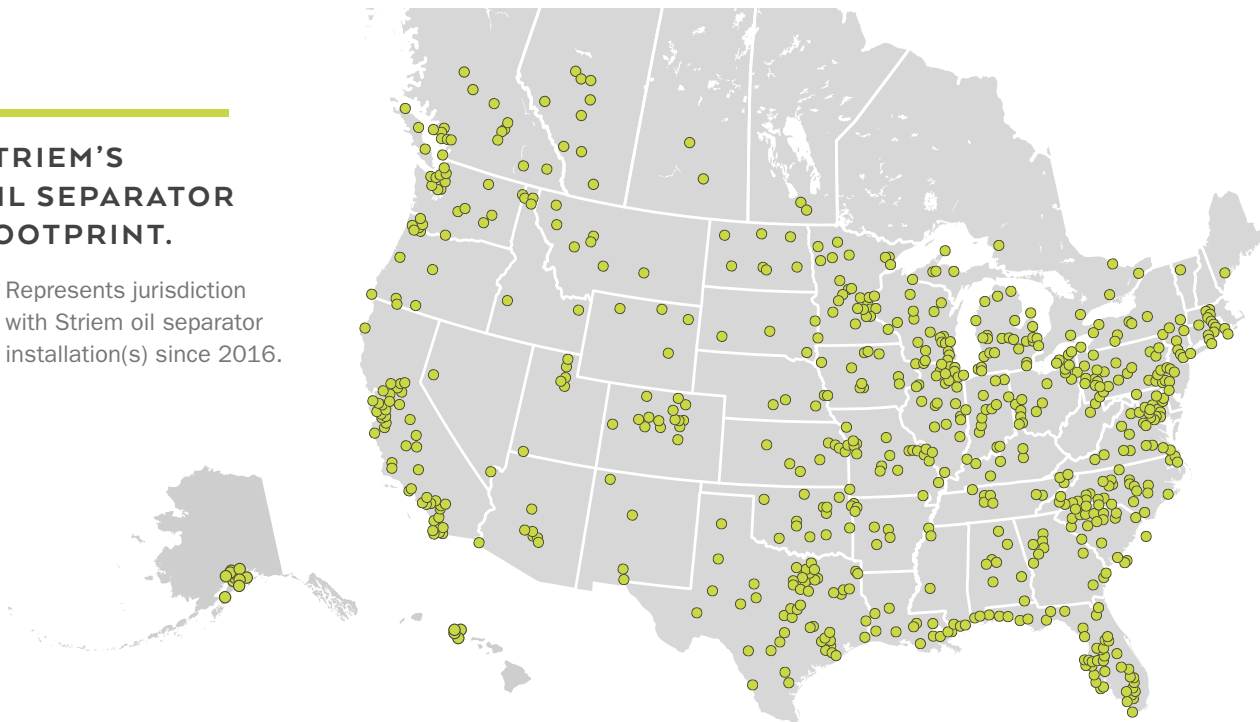 TRIEM’S
IL SEPARATOR
OOTPRINT.
Represents jurisdiction
with Striem oil separator
installation(s) since 2016.